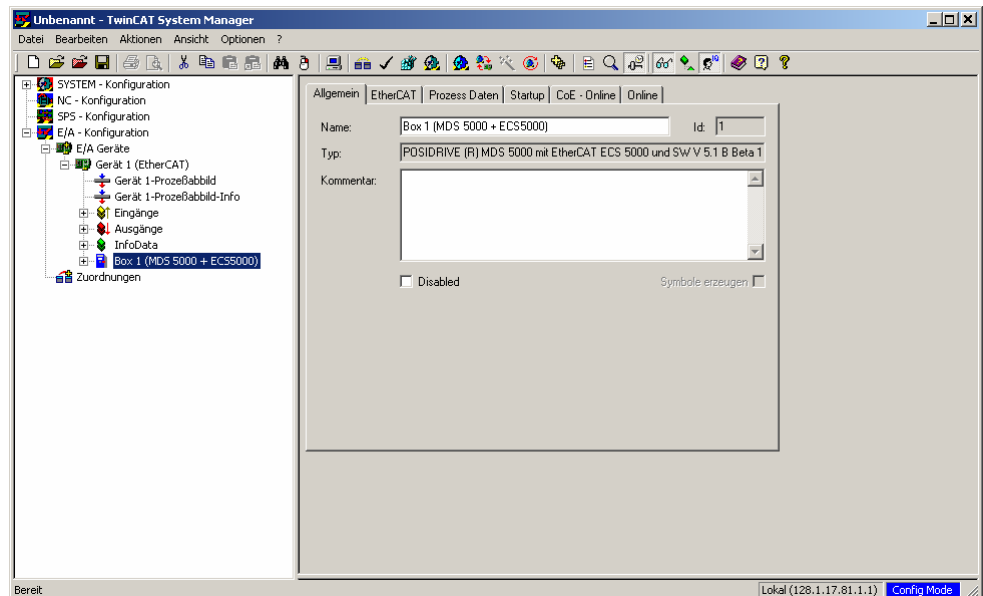 Unbenannt - TwinCAT System Manager
Datei Bearbeiten Aktionen Ansicht Optionen ?
SYSTEM - Konfiguration
NC - Konfiguration
SPS - Konfiguration
E/A - Konfiguration
E/A Geräte
Gerät 1 (EtherCAT)
Gerät 1-Prozeßabbild
Gerät 1-Prozeßabbild-Info
Eingänge
Ausgänge
InfoData
Box 1 (MDS 5000 + ECS5000)
Zuordnungen
Allgemein EtherCAT Prozess Daten Startup CoE - Online Online
Name: Box 1 (MDS 5000 + ECS5000) Id: 1
Typ: POSIDRIVE (R) MDS 5000 mit EtherCAT ECS 5000 und SW V 5.1 B Beta 1
Kommentar:
Disabled Symbole erzeugen
Bereit Lokal (128.1.17.81.1.1) Config Mode